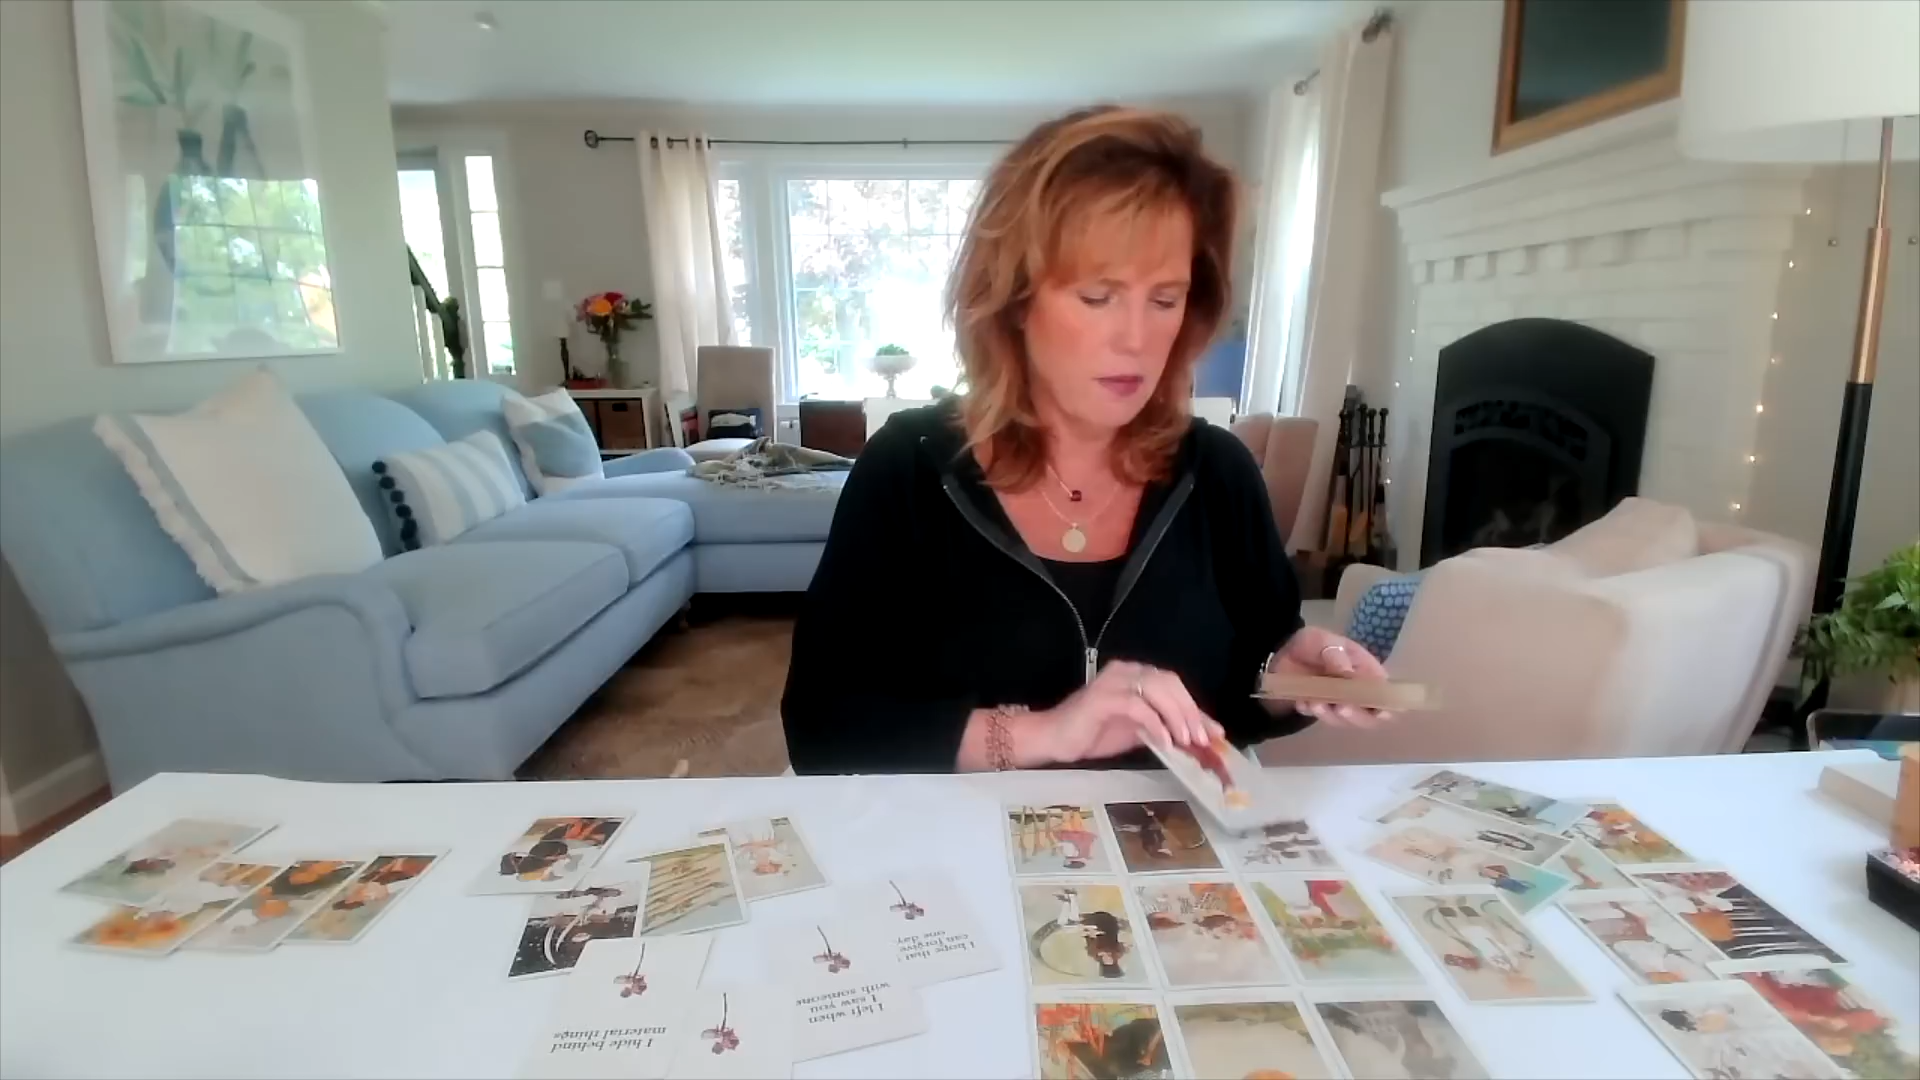 I hope that i
can forgive
one day.
I left when
I saw you
with someone
I hide behind
material things